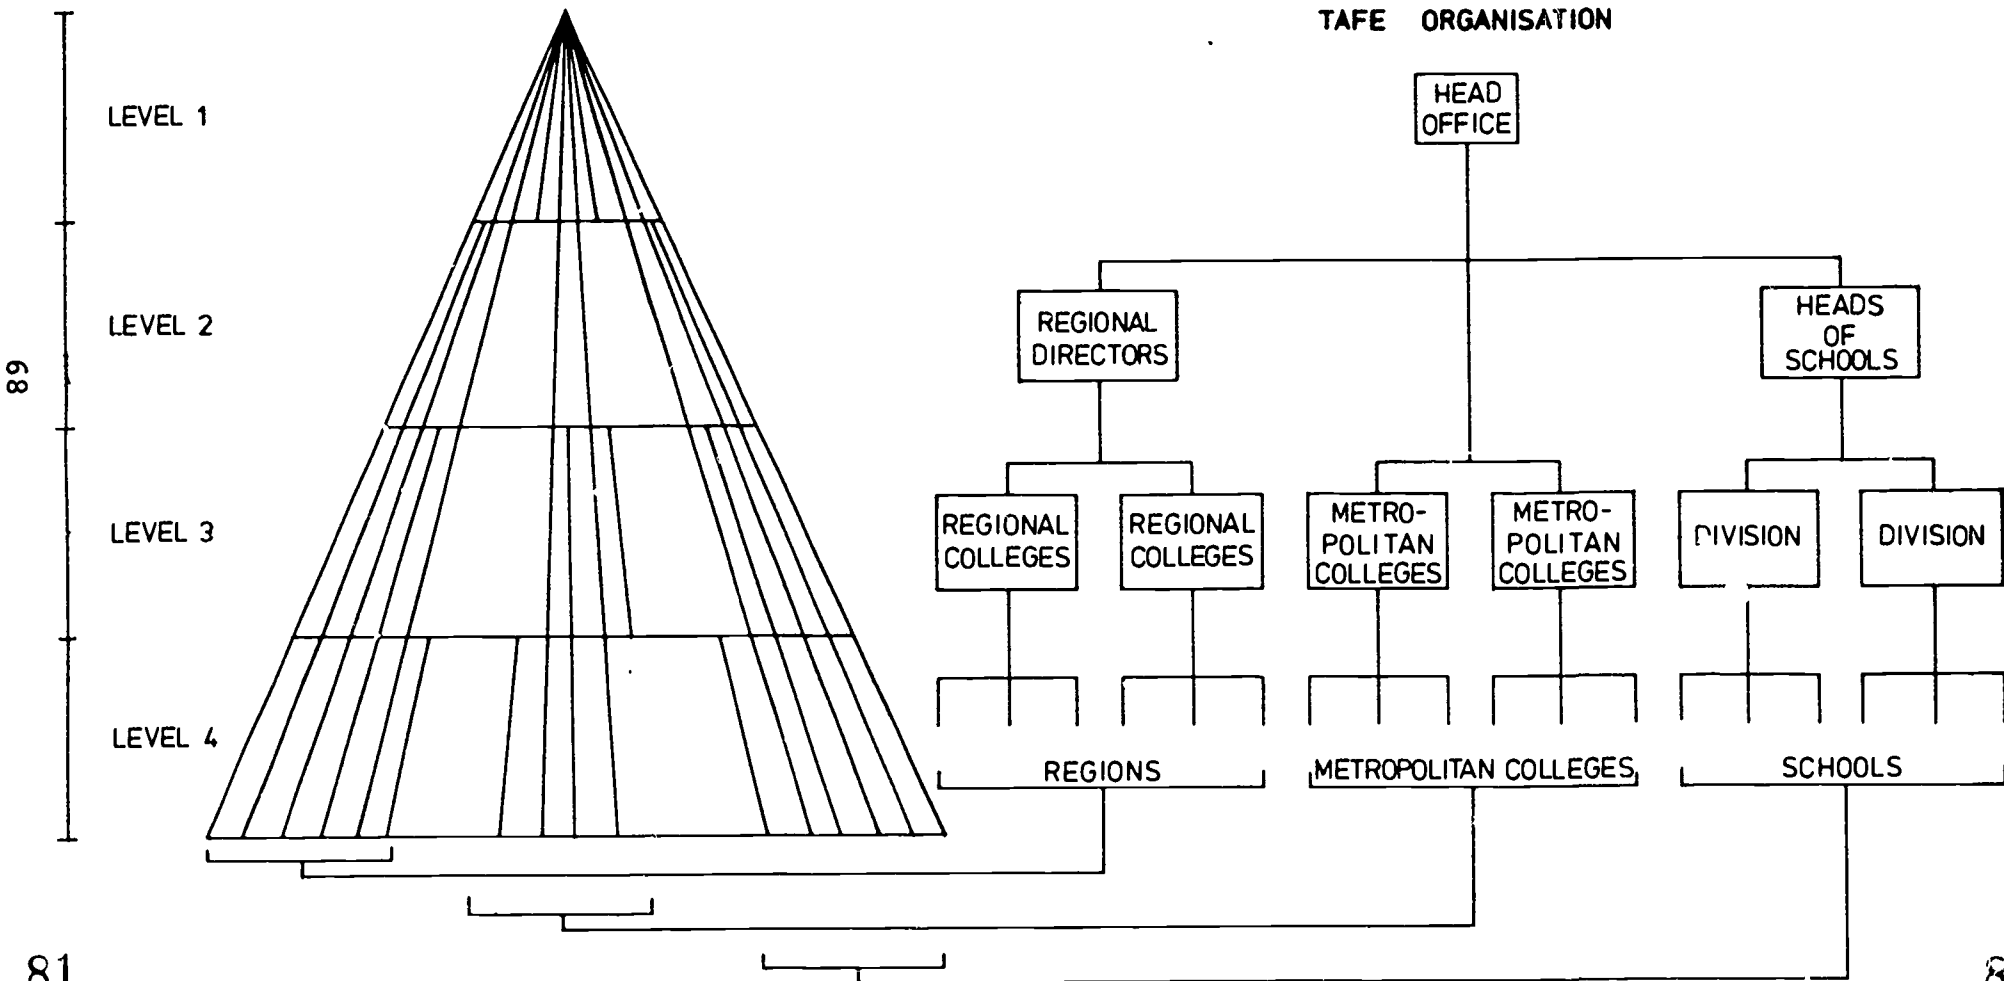 TAFE ORGANISATION
HEAD
OFFICE
LEVEL 1
LEVEL 2
LEVEL 3
LEVEL 4
REGIONAL
DIRECTORS
HEADS
OF
SCHOOLS
REGIONAL
COLLEGES
REGIONAL
COLLEGES
METRO-
POLITAN
COLLEGES
METRO-
POLITAN
COLLEGES
DIVISION
DIVISION
REGIONS
METROPOLITAN COLLEGES
SCHOOLS
68
81